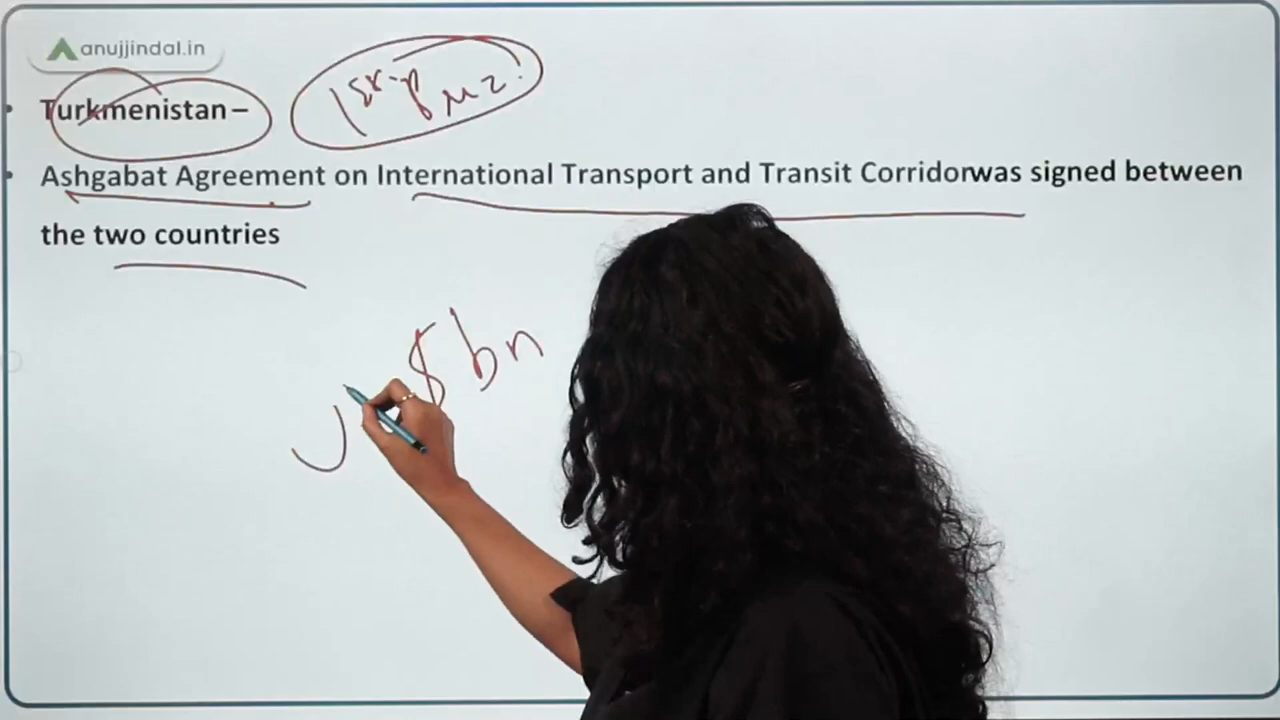 anujjindal.in
Turkmenistan –
Ashgabat Agreement on International Transport and Transit Corridorwas signed between
the two countries
$ bn